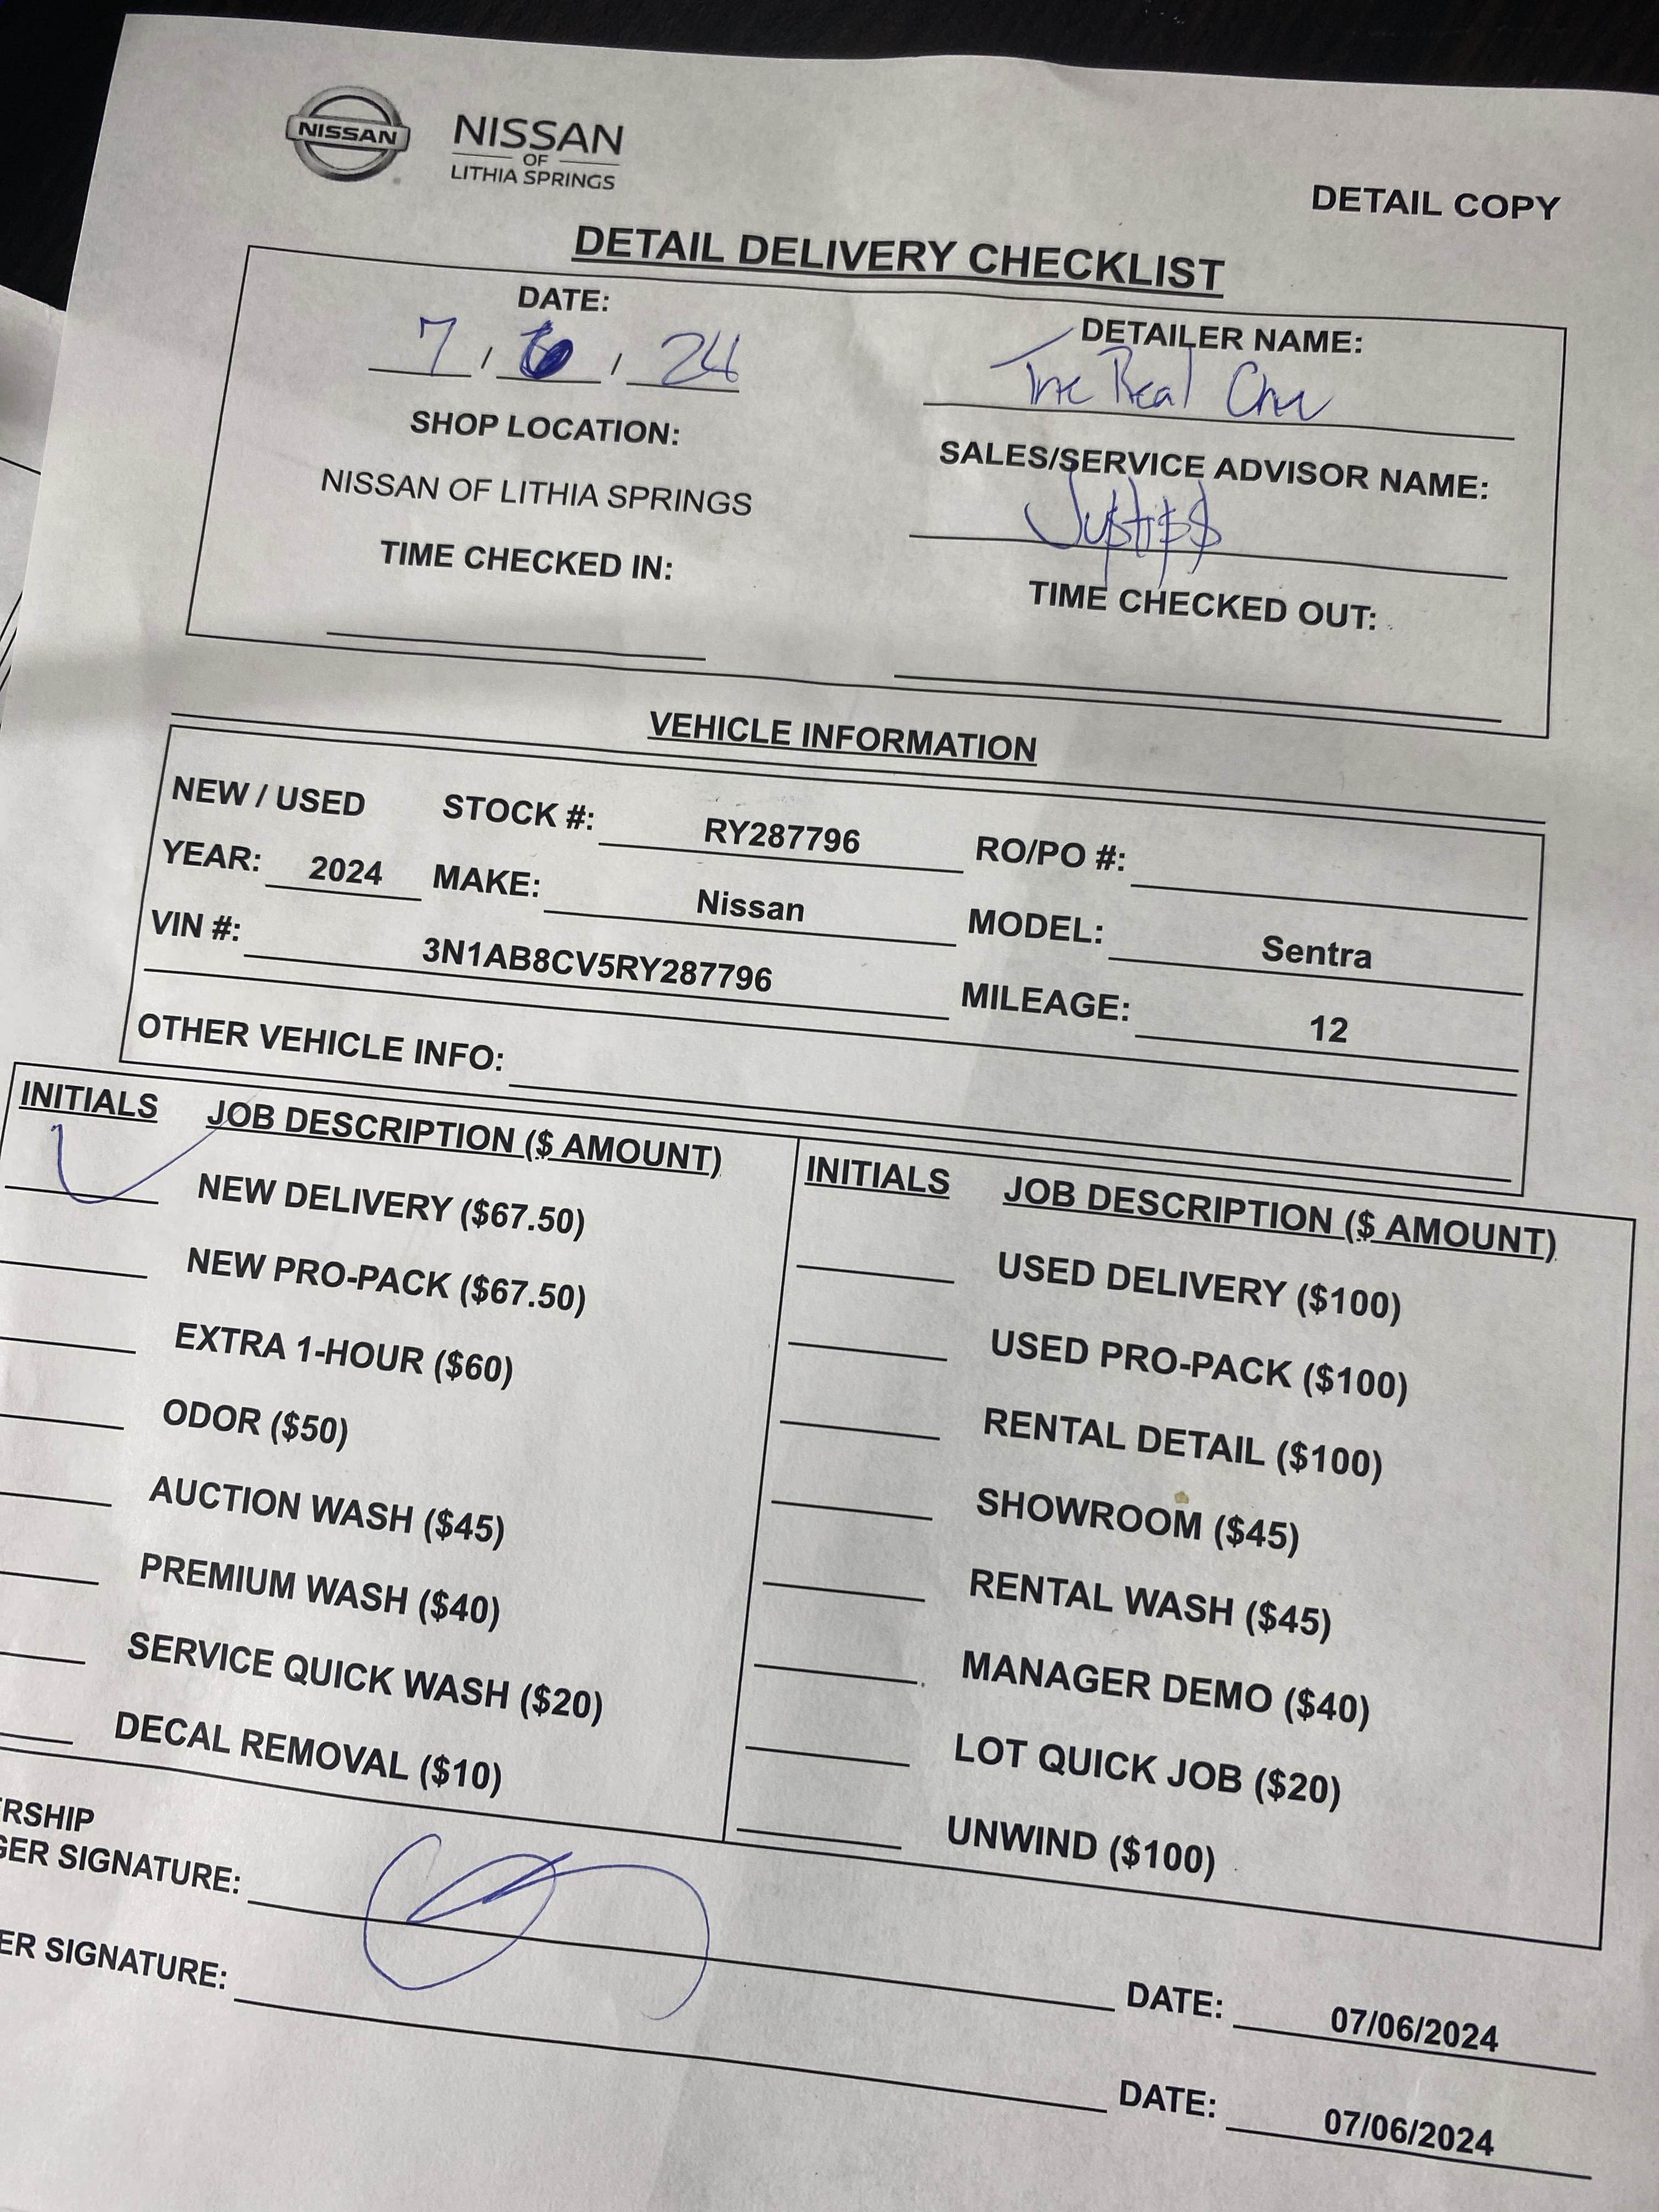 NISSAN
NISSAN
OF
LITHIA SPRINGS
DETAIL COPY
DETAIL DELIVERY CHECKLIST
DATE:
7 / 6 / 24
DETAILER NAME:
The Real
SHOP LOCATION:
NISSAN OF LITHIA SPRINGS
SALES/SERVICE ADVISOR NAME:
Ju$ti$$
TIME CHECKED IN:
TIME CHECKED OUT:
VEHICLE INFORMATION
NEW / USED STOCK #: RY287796 RO/PO #:
YEAR: 2024 MAKE: Nissan MODEL: Sentra
VIN #: 3N1AB8CV5RY287796 MILEAGE: 12
OTHER VEHICLE INFO:
INITIALS JOB DESCRIPTION ($ AMOUNT)
NEW DELIVERY ($67.50)
NEW PRO-PACK ($67.50)
EXTRA 1-HOUR ($60)
ODOR ($50)
AUCTION WASH ($45)
PREMIUM WASH ($40)
SERVICE QUICK WASH ($20)
DECAL REMOVAL ($10)
INITIALS JOB DESCRIPTION ($ AMOUNT)
USED DELIVERY ($100)
USED PRO-PACK ($100)
RENTAL DETAIL ($100)
SHOWROOM ($45)
RENTAL WASH ($45)
MANAGER DEMO ($40)
LOT QUICK JOB ($20)
UNWIND ($100)
ERSHIP
GER SIGNATURE: DATE: 07/06/2024
ER SIGNATURE: DATE: 07/06/2024